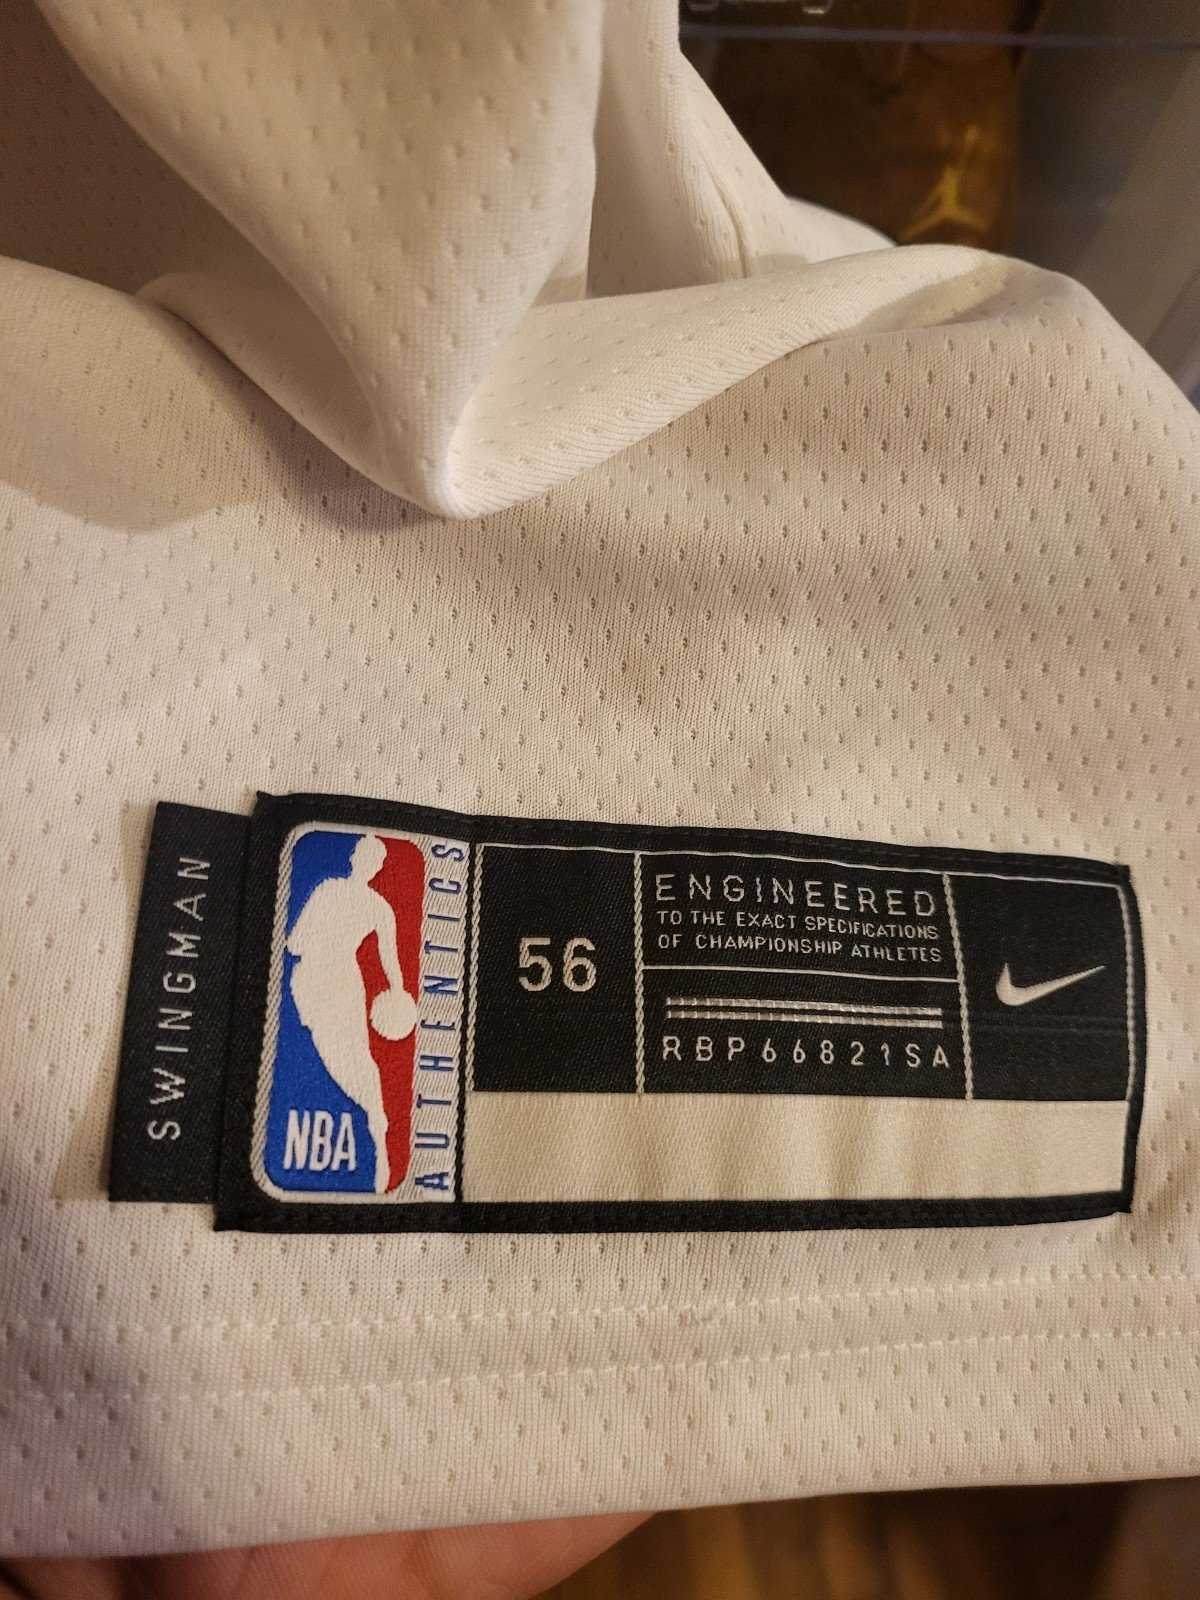 SWINGMAN
NBA
AUTHENTICS
56
ENGINEERED
TO THE EXACT SPECIFICATIONS
OF CHAMPIONSHIP ATHLETES
RBP66821SA